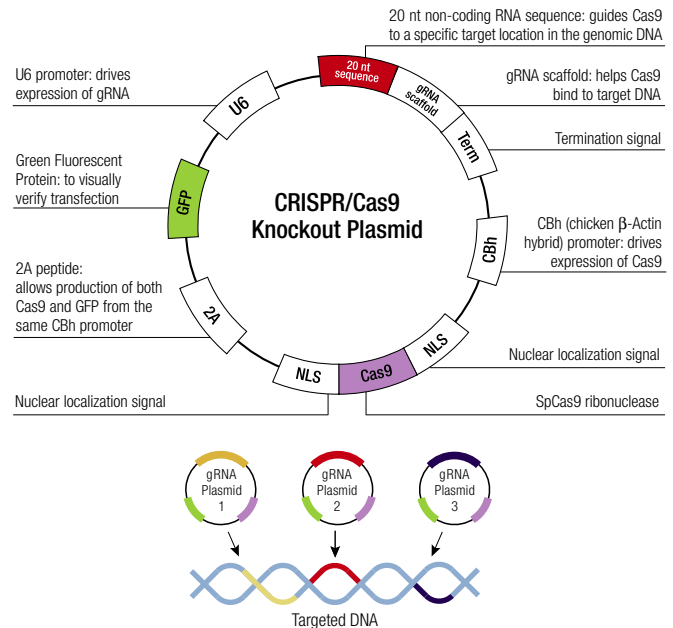 20 nt non-coding RNA sequence: guides Cas9
to a specific target location in the genomic DNA
U6 promoter: drives
expression of gRNA
20 nt
sequence
gRNA
scaffold
gRNA scaffold: helps Cas9
bind to target DNA
U6
Term
Termination signal
Green Fluorescent
Protein: to visually
verify transfection
GFP
CRISPR/Cas9
Knockout Plasmid
CBh
CBh (chicken β-Actin
hybrid) promoter: drives
expression of Cas9
2A peptide:
allows production of both
Cas9 and GFP from the
same CBh promoter
2A
NLS
Nuclear localization signal
NLS
Cas9
Nuclear localization signal
SpCas9 ribonuclease
gRNA
Plasmid
1
gRNA
Plasmid
2
gRNA
Plasmid
3
Targeted DNA